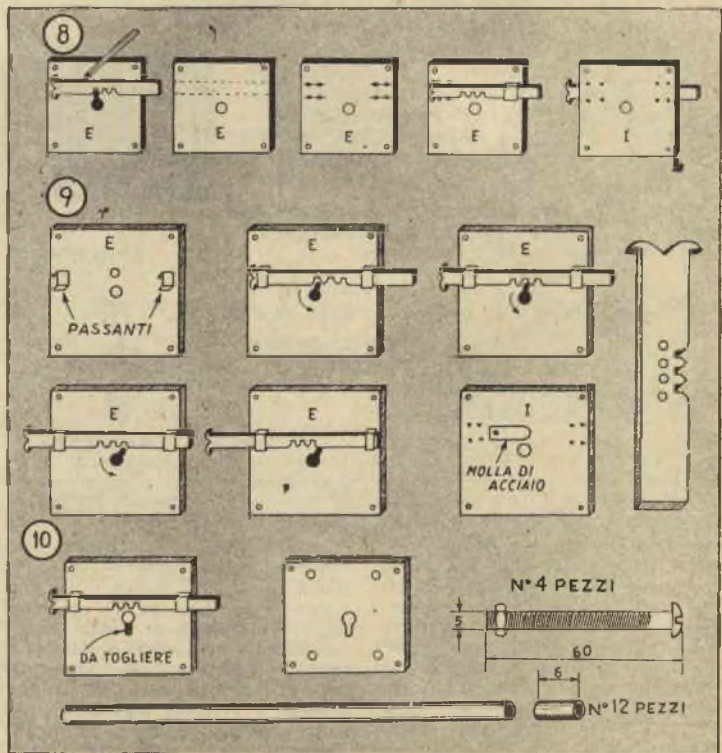 8
E
E
E
E
I
9
E
PASSANTI
E
E
E
E
I
MOLLA DI
ACCIAIO
10
DA TOGLIERE
N° 4 PEZZI
5
60
6
N° 12 PEZZI